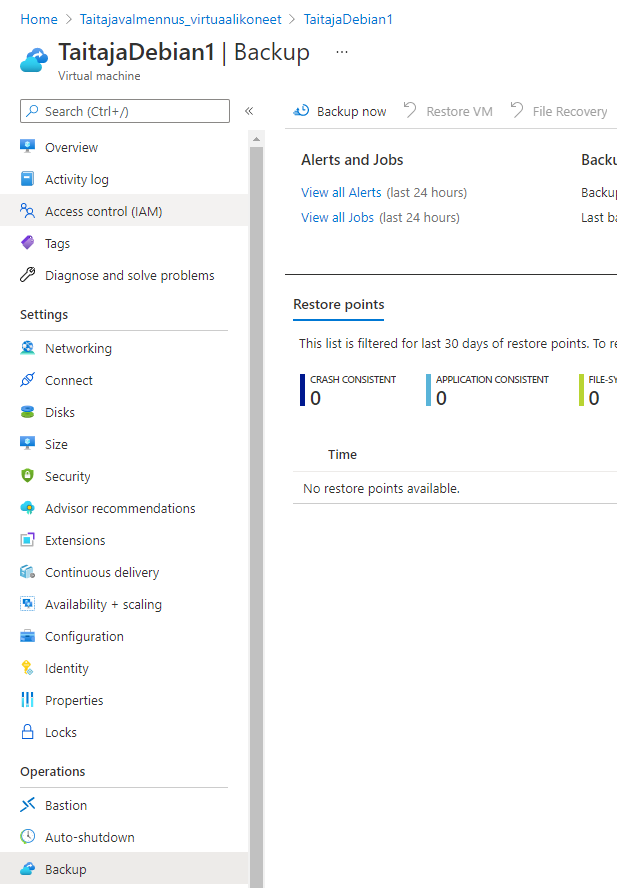 Home > Taitajavalmennus_virtuaalikoneet > TaitajaDebian1
TaitajaDebian1 | Backup ...
Virtual machine
Search (Ctrl+/)
«
Overview
Activity log
Access control (IAM)
Tags
Diagnose and solve problems
Settings
Networking
Connect
Disks
Size
Security
Advisor recommendations
Extensions
Continuous delivery
Availability + scaling
Configuration
Identity
Properties
Locks
Operations
Bastion
Auto-shutdown
Backup
Backup now Restore VM File Recovery
Alerts and Jobs
View all Alerts (last 24 hours)
View all Jobs (last 24 hours)
Backu
Backup
Last ba
Restore points
This list is filtered for last 30 days of restore points. To re
CRASH CONSISTENT
0
APPLICATION CONSISTENT
0
FILE-SY
0
Time
No restore points available.